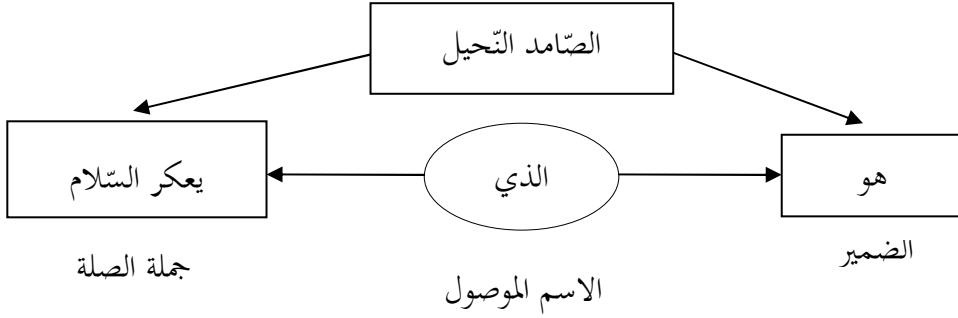 الصّامد النّحيل
هو
الذي
يعكر السّلام
الضمير
الاسم الموصول
جملة الصلة